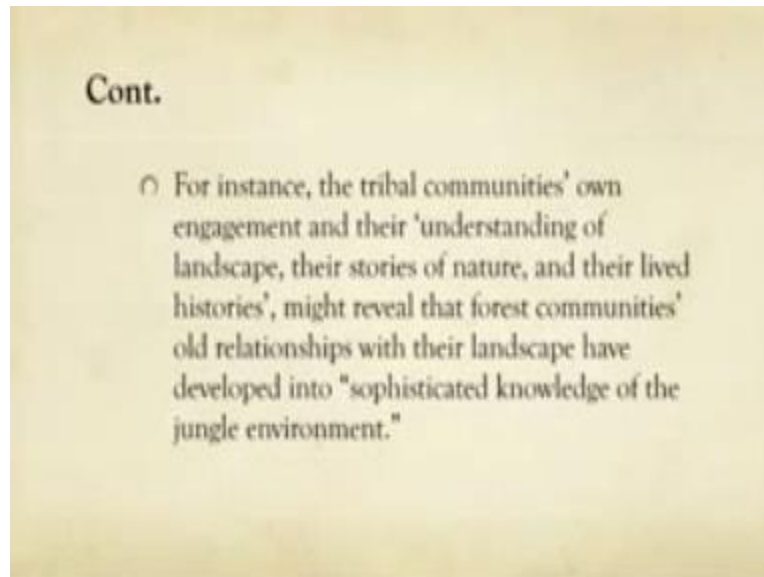 Cont.
For instance, the tribal communities' own
engagement and their 'understanding of
landscape, their stories of nature, and their lived
histories', might reveal that forest communities'
old relationships with their landscape have
developed into "sophisticated knowledge of the
jungle environment."